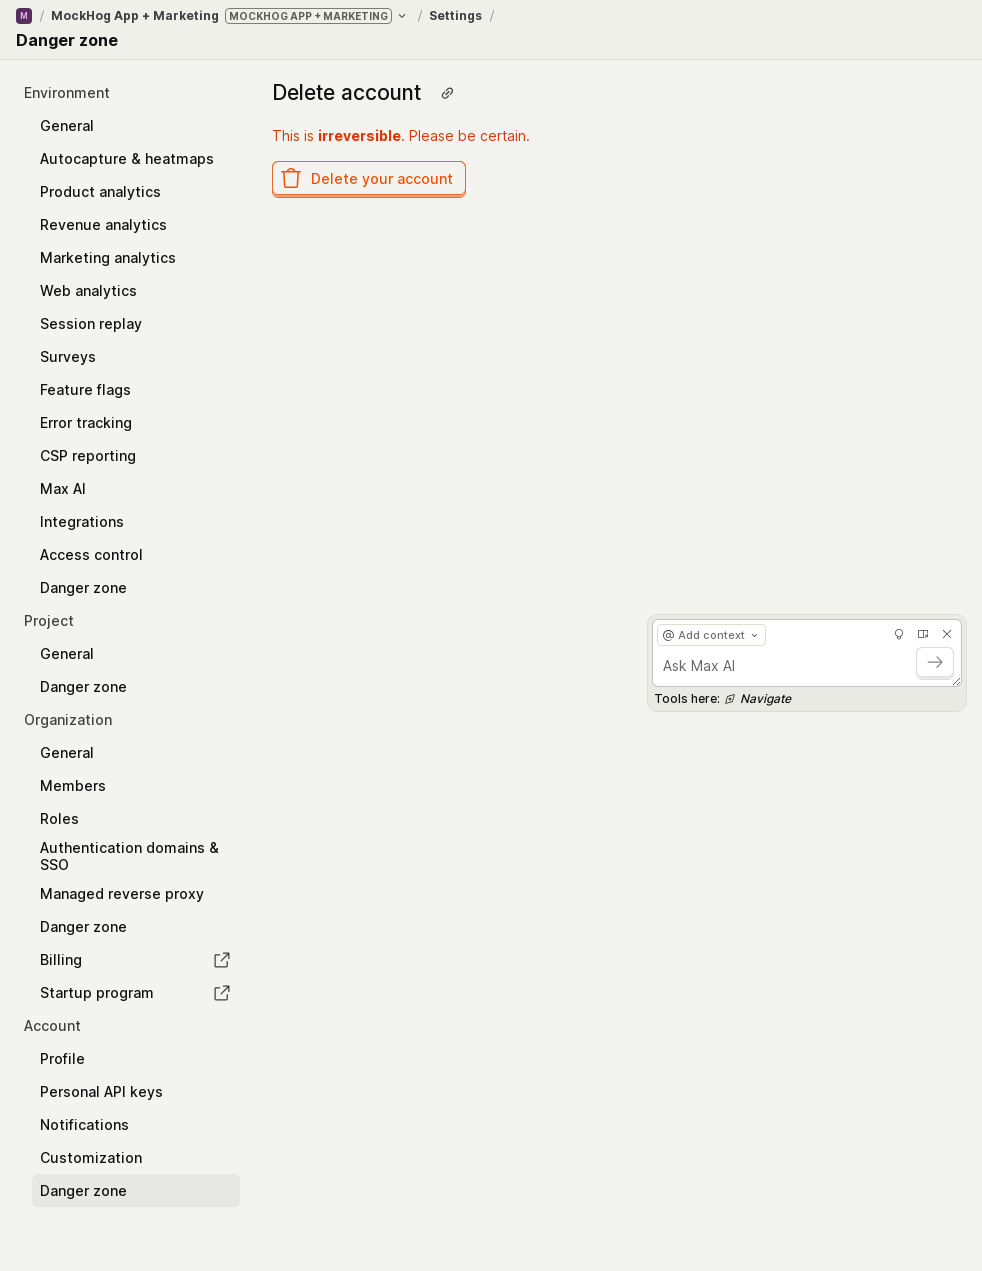 M / MockHog App + Marketing MOCKHOG APP + MARKETING / Settings /
Danger zone
Environment
General
Autocapture & heatmaps
Product analytics
Revenue analytics
Marketing analytics
Web analytics
Session replay
Surveys
Feature flags
Error tracking
CSP reporting
Max AI
Integrations
Access control
Danger zone
Project
General
Danger zone
Organization
General
Members
Roles
Authentication domains &
SSO
Managed reverse proxy
Danger zone
Billing
Startup program
Account
Profile
Personal API keys
Notifications
Customization
Danger zone
Delete account
This is irreversible. Please be certain.
Delete your account
@ Add context
Ask Max AI
Tools here: Navigate